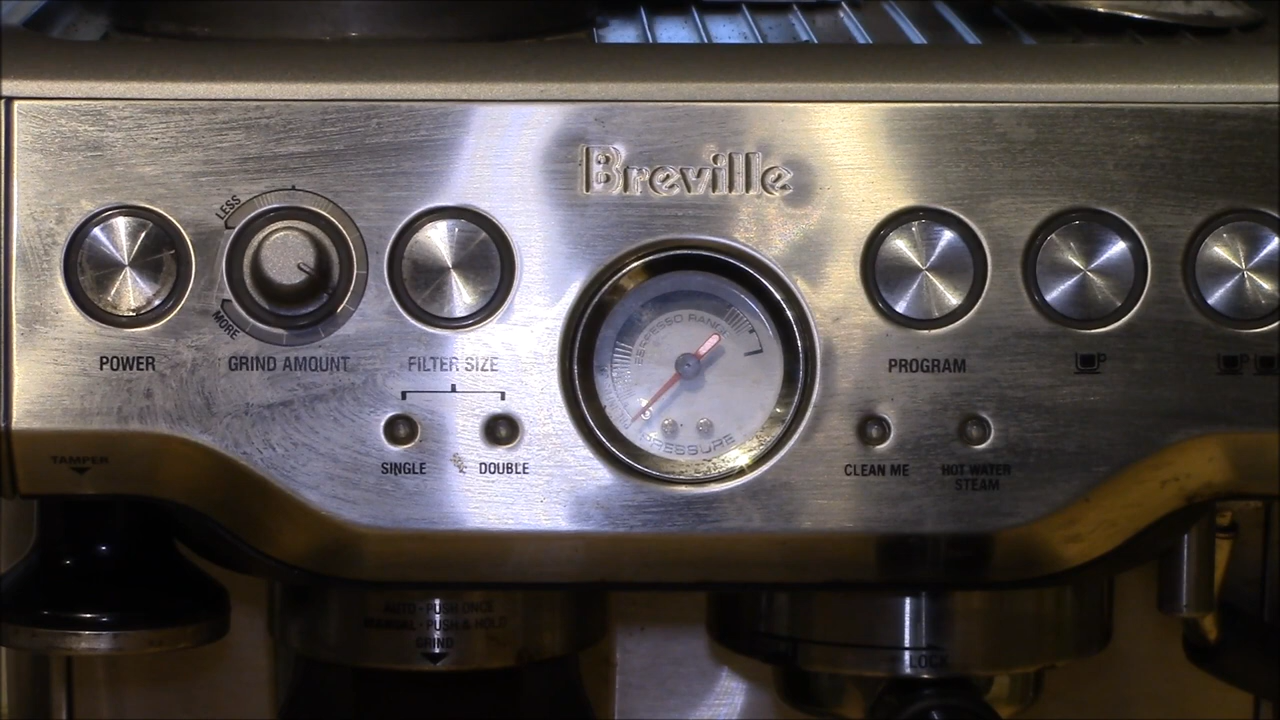 Breville
LESS
MORE
POWER
GRIND AMOUNT
FILTER SIZE
SINGLE
DOUBLE
ESPRESSO RANGE
PRESSURE
PROGRAM
CLEAN ME
HOT WATER
STEAM
TAMPER
AUTO - PUSH ONCE
MANUAL - PUSH & HOLD
GRIND
LOCK